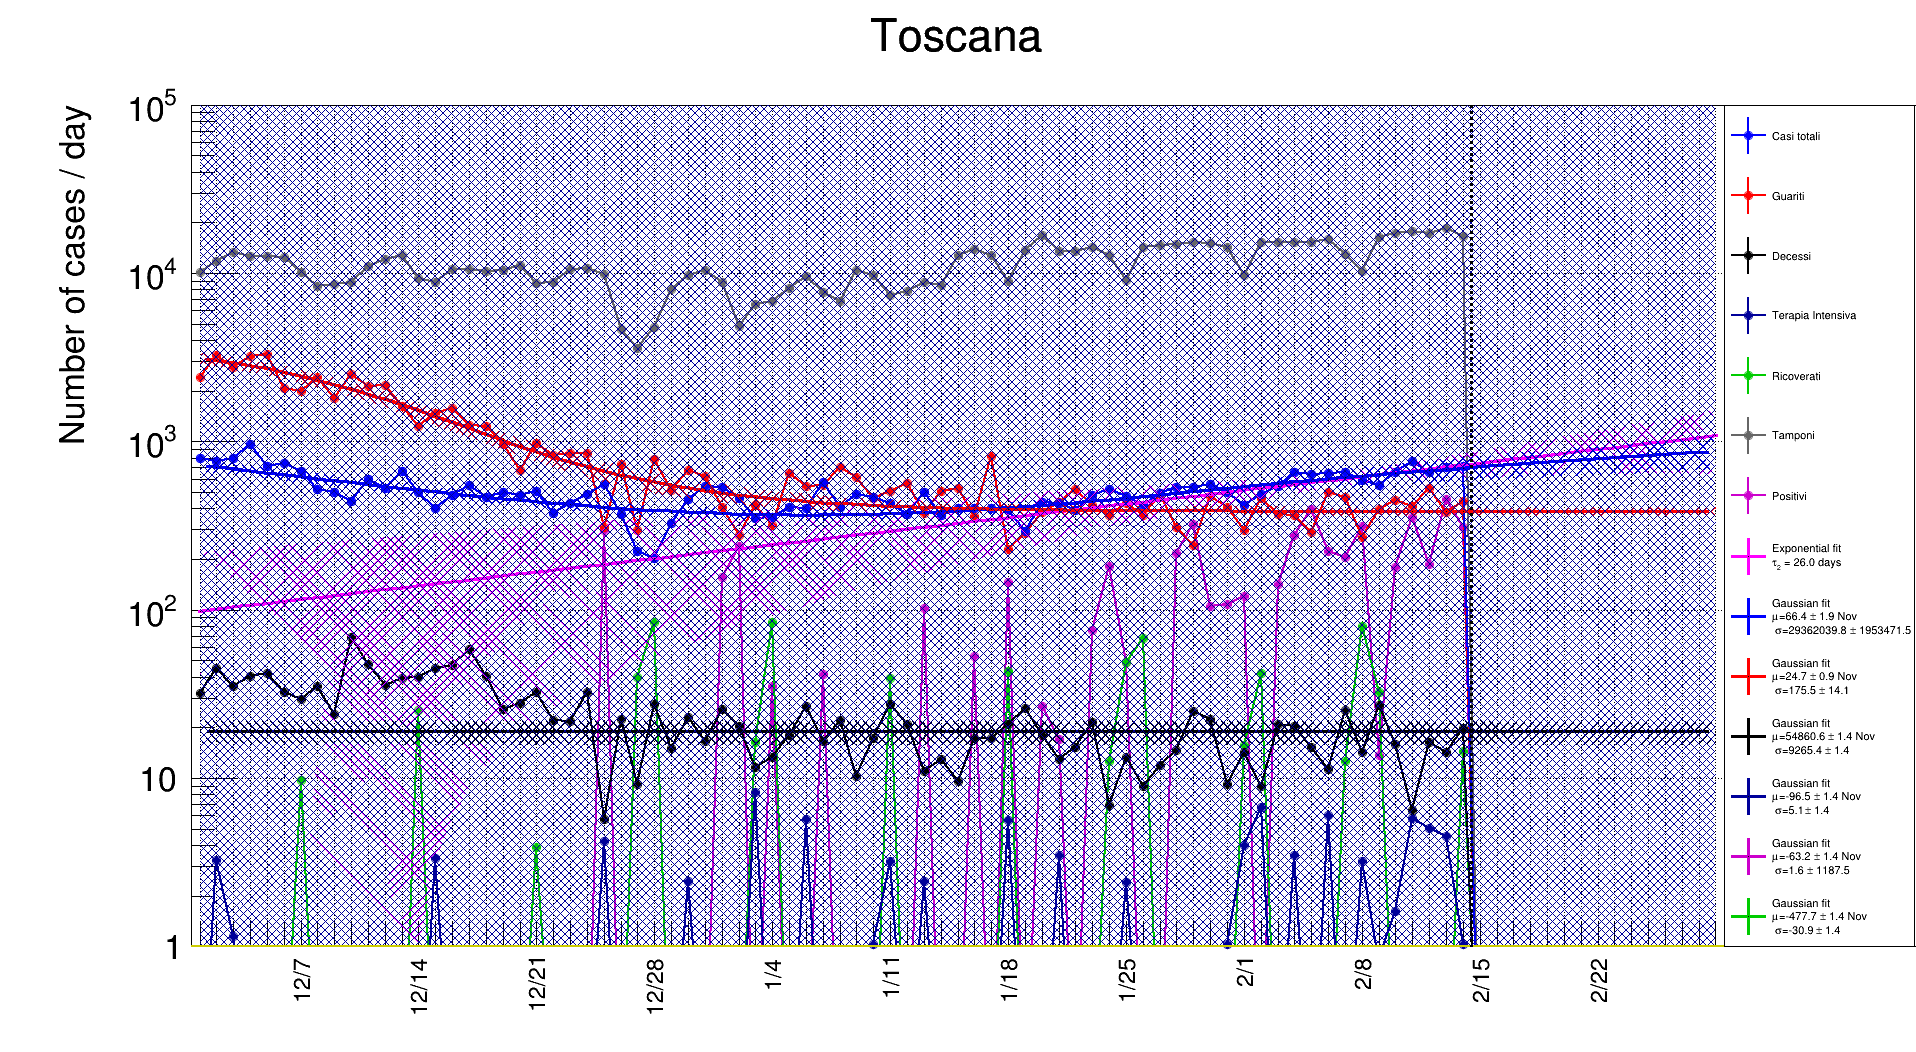 Toscana
Number of cases / day
10^5
10^4
10^3
10^2
10
1
12/7
12/14
12/21
12/28
1/4
1/11
1/18
1/25
2/1
2/8
2/15
2/22
Casi totali
Guariti
Decessi
Terapia Intensiva
Ricoverati
Tamponi
Positivi
Exponential fit
τ₂ = 26.0 days
Gaussian fit
μ=66.4 ± 1.9 Nov
σ=29362039.8 ± 1953471.5
Gaussian fit
μ=24.7 ± 0.9 Nov
σ=175.5 ± 14.1
Gaussian fit
μ=54860.6 ± 1.4 Nov
σ=9265.4 ± 1.4
Gaussian fit
μ=-96.5 ± 1.4 Nov
σ=5.1 ± 1.4
Gaussian fit
μ=-63.2 ± 1.4 Nov
σ=1.6 ± 1187.5
Gaussian fit
μ=-477.7 ± 1.4 Nov
σ=-30.9 ± 1.4